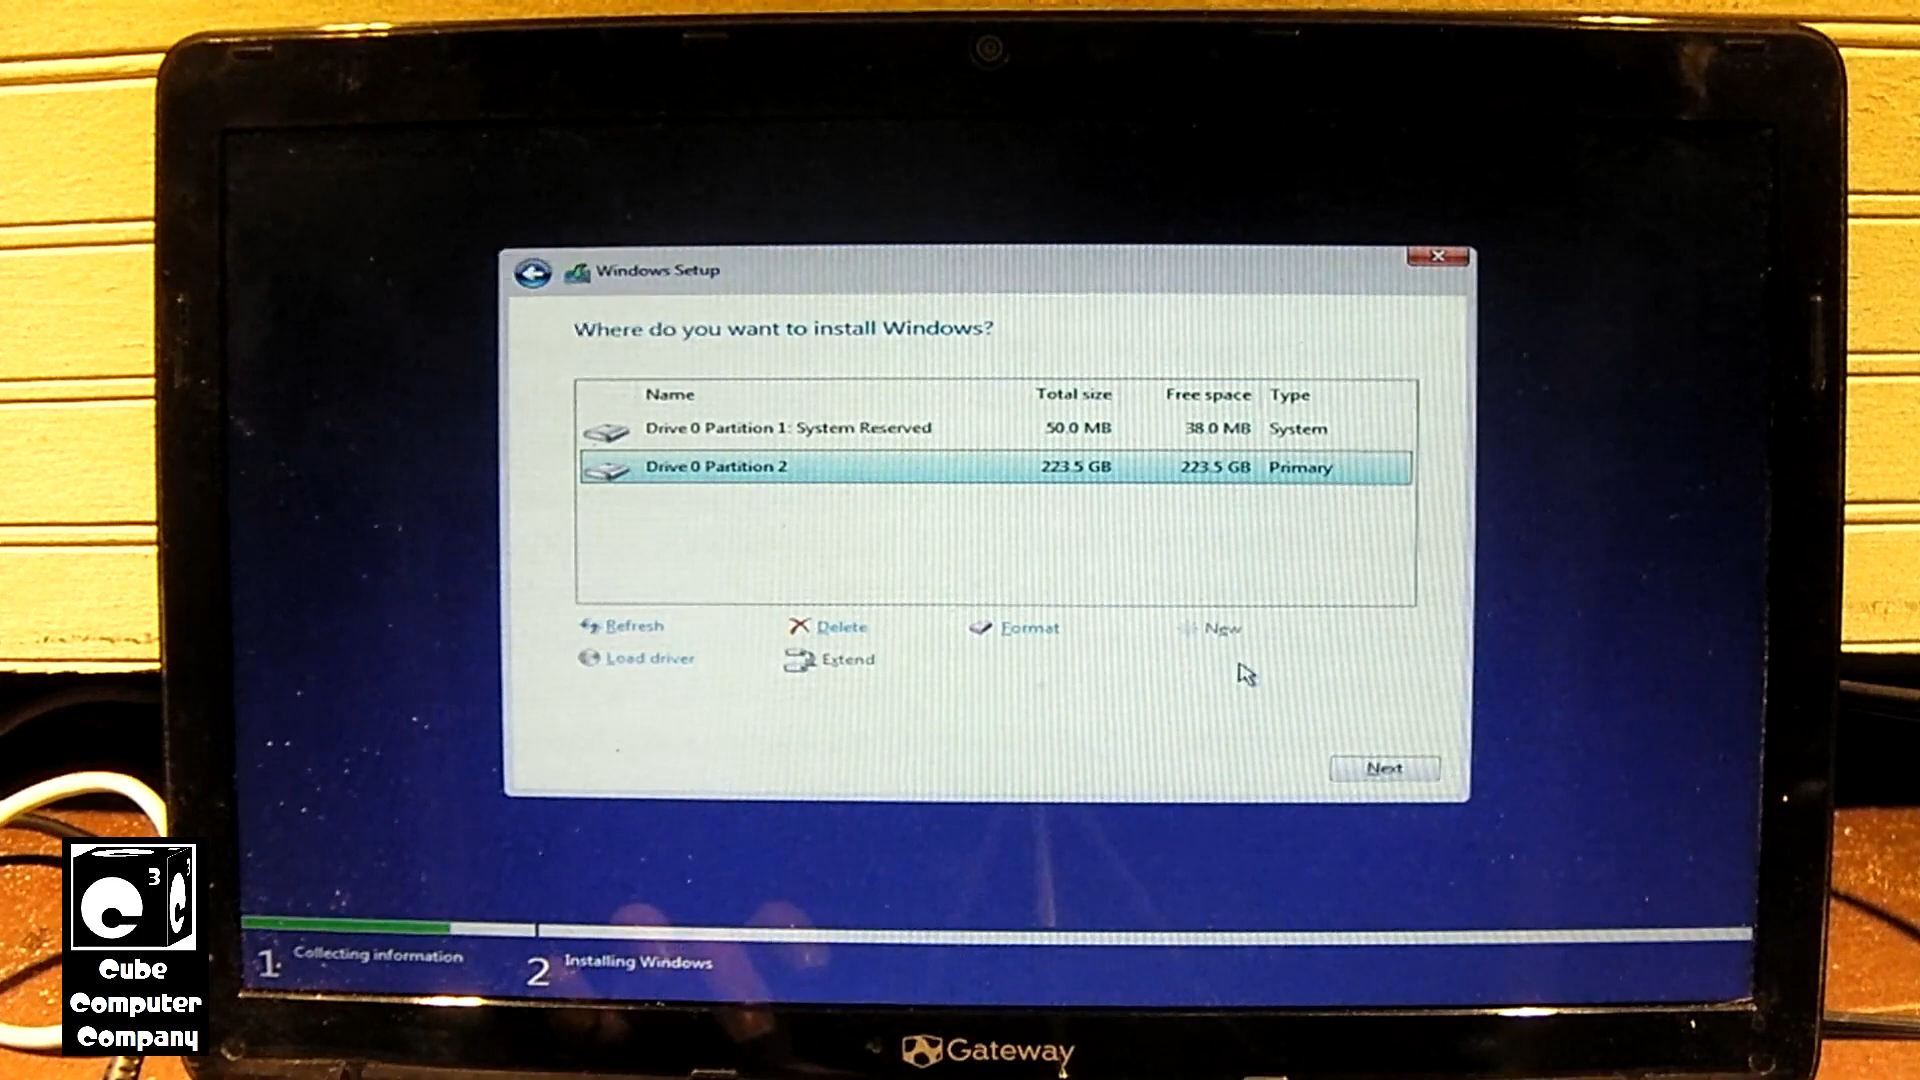 Windows Setup
Where do you want to install Windows?
Name Total size Free space Type
Drive 0 Partition 1: System Reserved 50.0 MB 38.0 MB System
Drive 0 Partition 2 223.5 GB 223.5 GB Primary
Refresh Delete Format New
Load driver Extend
Next
1 Collecting information
2 Installing Windows
Gateway
C 3 C 3
Cube
Computer
Company